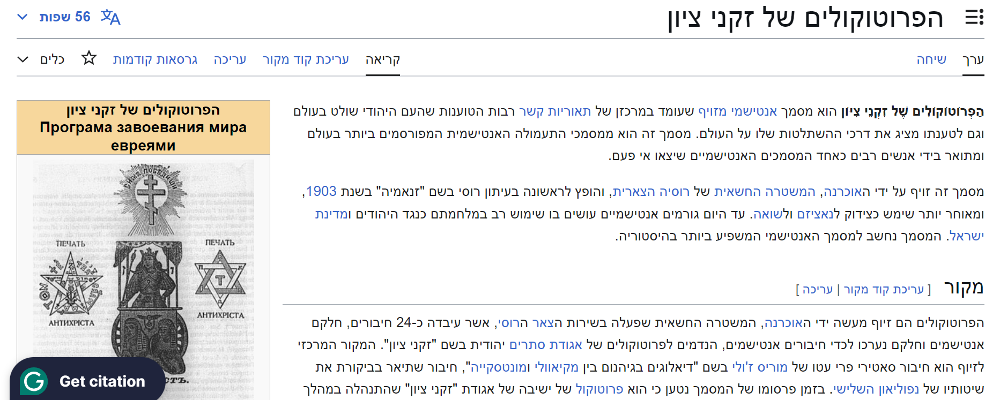 הפרוטוקולים של זקני ציון
56 שפות
ערך
שיחה
קריאה
עריכת קוד מקור
עריכה
גרסאות קודמות
כלים
הַפְּרוֹטוֹקוֹלִים שֶׁל זִקְנֵי צִיּוֹן הוא מסמך אנטישמי מזויף שעומד במרכזן של תאוריות קשר רבות הטוענות שהעם היהודי שולט בעולם
וגם לטענתו מציג את דרכי ההשתלטות שלו על העולם. מסמך זה הוא ממסמכי התעמולה האנטישמית המפורסמים ביותר בעולם
ומתואר בידי אנשים רבים כאחד המסמכים האנטישמיים שיצאו אי פעם.
מסמך זה זויף על ידי האוכרנה, המשטרה החשאית של רוסיה הצארית, והופץ לראשונה בעיתון רוסי בשם "זנאמיה" בשנת 1903,
ומאוחר יותר שימש כצידוק לנאציזם ולשואה. עד היום גורמים אנטישמיים עושים בו שימוש רב במלחמתם כנגד היהודים ומדינת
ישראל. המסמך נחשב למסמך האנטישמי המשפיע ביותר בהיסטוריה.
מקור
[ עריכת קוד מקור | עריכה ]
הפרוטוקולים הם זיוף מעשה ידי האוכרנה, המשטרה החשאית שפעלה בשירות הצאר הרוסי, אשר עיבדה כ-24 חיבורים, חלקם
אנטישמים וחלקם נערכו לכדי חיבורים אנטישמים, הנדמים לפרוטוקולים של אגודת סתרים יהודית בשם "זקני ציון". המקור המרכזי
לזיוף הוא חיבור סאטירי פרי עטו של מוריס ז'ולי בשם "דיאלוגים בגיהנום בין מקיאוולי ומונטסקייה", חיבור שתיאר בביקורת את
שיטותיו של נפוליאון השלישי. בזמן פרסומו של המסמך נטען כי הוא פרוטוקול של ישיבה של אגודת "זקני ציון" שהתנהלה במהלך
הפרוטוקולים של זקני ציון
Програма завоевания мира
евреями
СИМЪ ПОБѢДИШИ
ПЕЧАТЬ
ПЕЧАТЬ
Т
АНТИХРІСТА
АНТИХРІСТА
Get citation